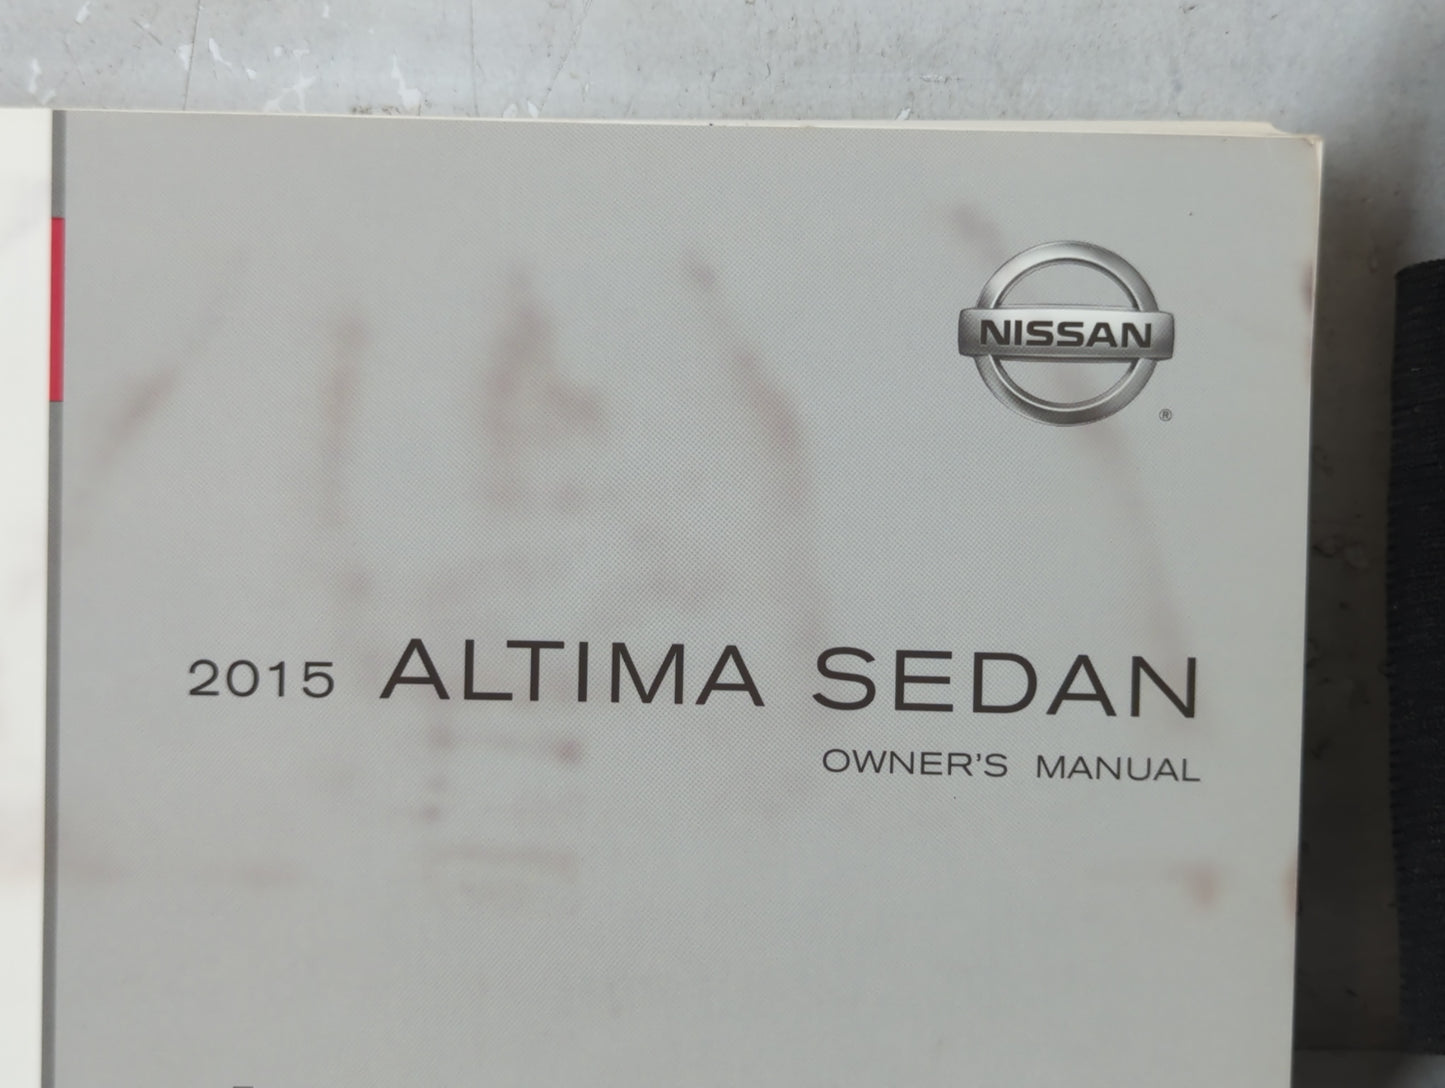 NISSAN
®
2015 ALTIMA SEDAN
OWNER'S MANUAL